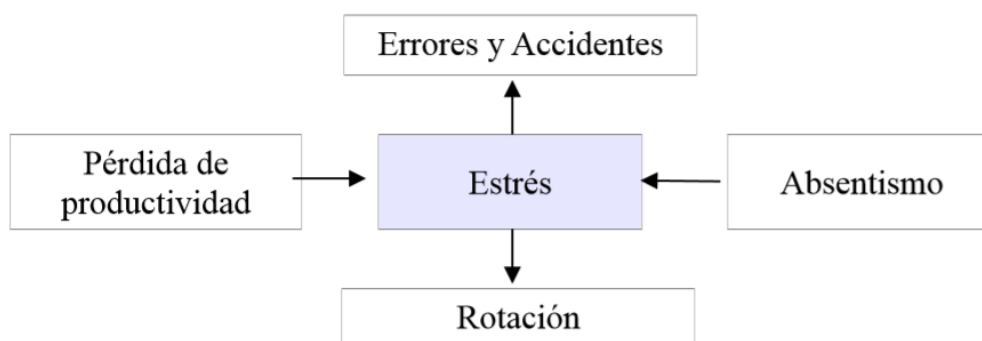 Errores y Accidentes
Pérdida de
productividad
Estrés
Absentismo
Rotación